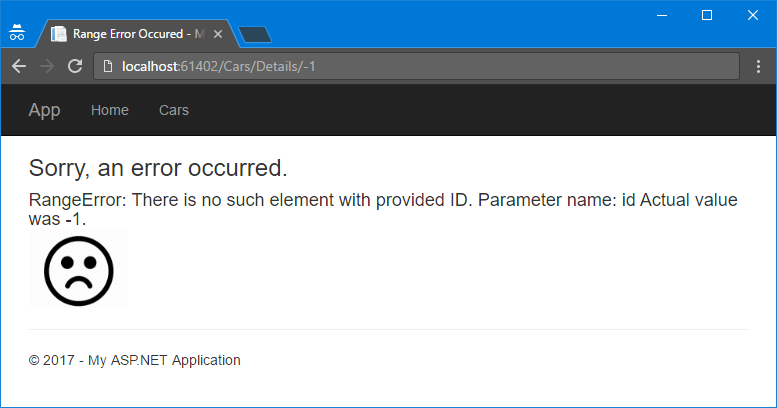 Range Error Occured - M
localhost:61402/Cars/Details/-1
App Home Cars
Sorry, an error occurred.
RangeError: There is no such element with provided ID. Parameter name: id Actual value
was -1.
© 2017 - My ASP.NET Application